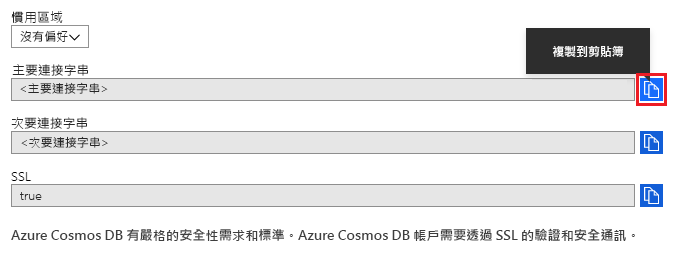 慣用區域
沒有偏好
複製到剪貼簿
主要連接字串
<主要連接字串>
次要連接字串
<次要連接字串>
SSL
true
Azure Cosmos DB 有嚴格的安全性需求和標準。Azure Cosmos DB 帳戶需要透過 SSL 的驗證和安全通訊。